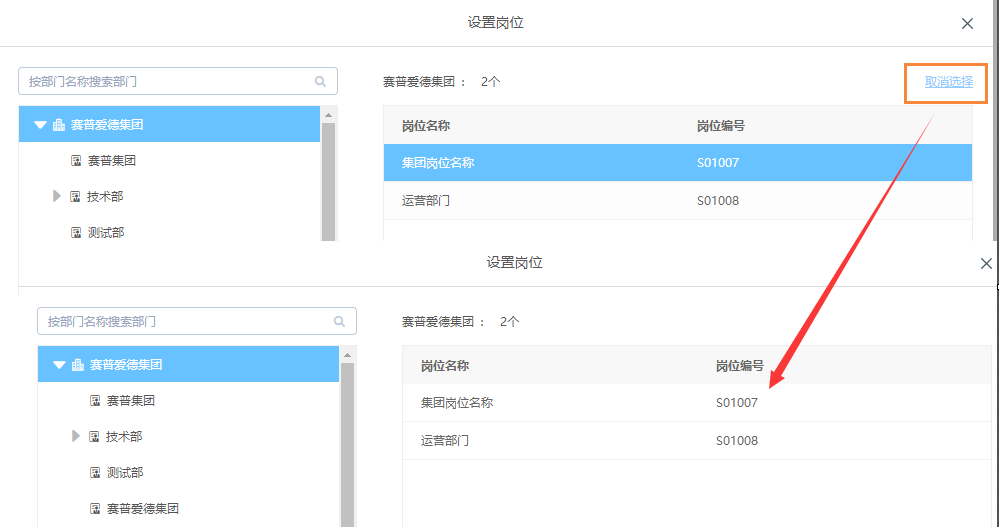 设置岗位
按部门名称搜索部门
赛普爱德集团 ： 2个
取消选择
赛普爱德集团
赛普集团
技术部
测试部
岗位名称 岗位编号
集团岗位名称 S01007
运营部门 S01008
设置岗位
按部门名称搜索部门
赛普爱德集团 ： 2个
赛普爱德集团
赛普集团
技术部
测试部
赛普爱德集团
岗位名称 岗位编号
集团岗位名称 S01007
运营部门 S01008